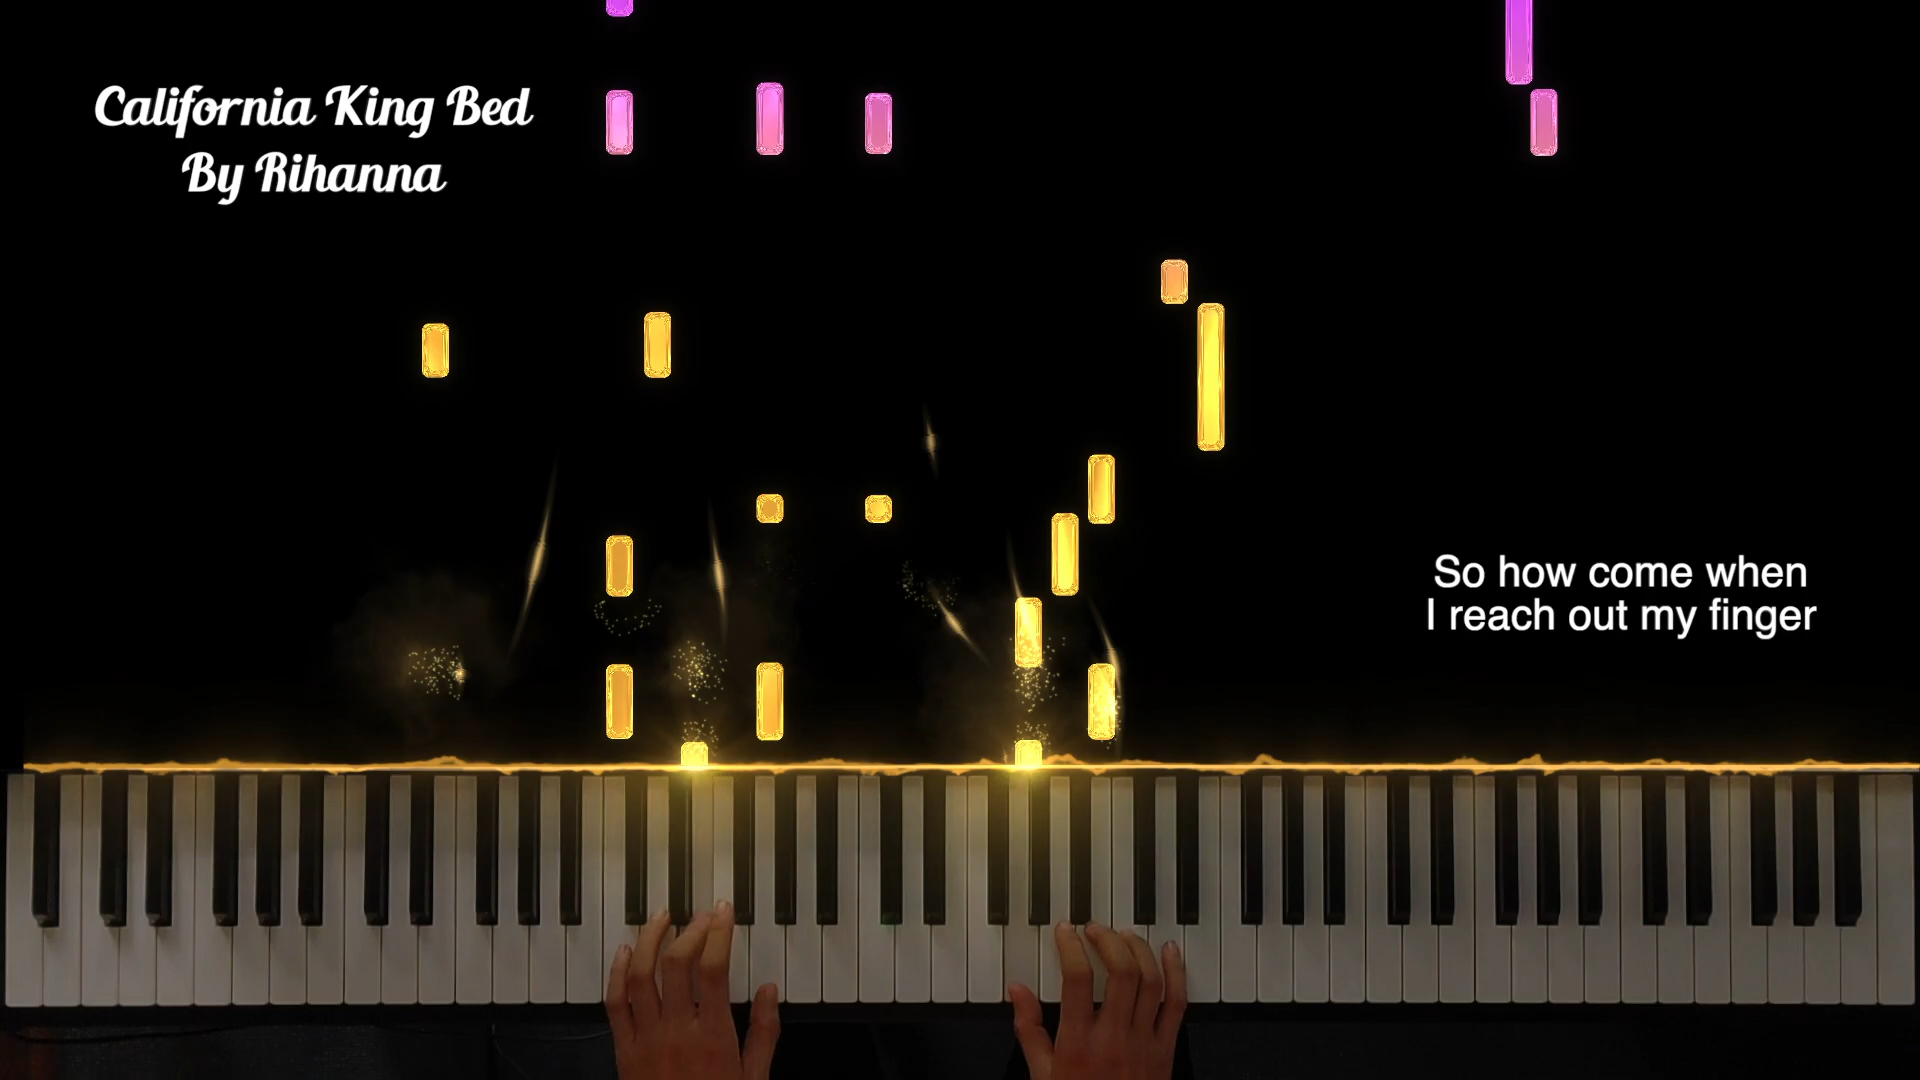 California King Bed
By Rihanna
So how come when
I reach out my finger